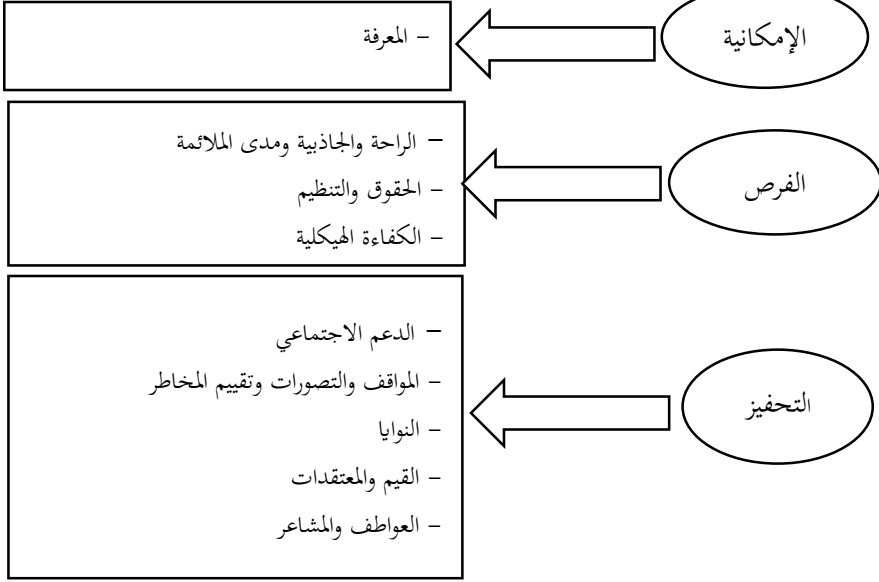 الإمكانية
– المعرفة
الفرص
– الراحة والجاذبية ومدى الملائمة
– الحقوق والتنظيم
– الكفاءة الهيكلية
التحفيز
– الدعم الاجتماعي
– المواقف والتصورات وتقييم المخاطر
– النوايا
– القيم والمعتقدات
– العواطف والمشاعر